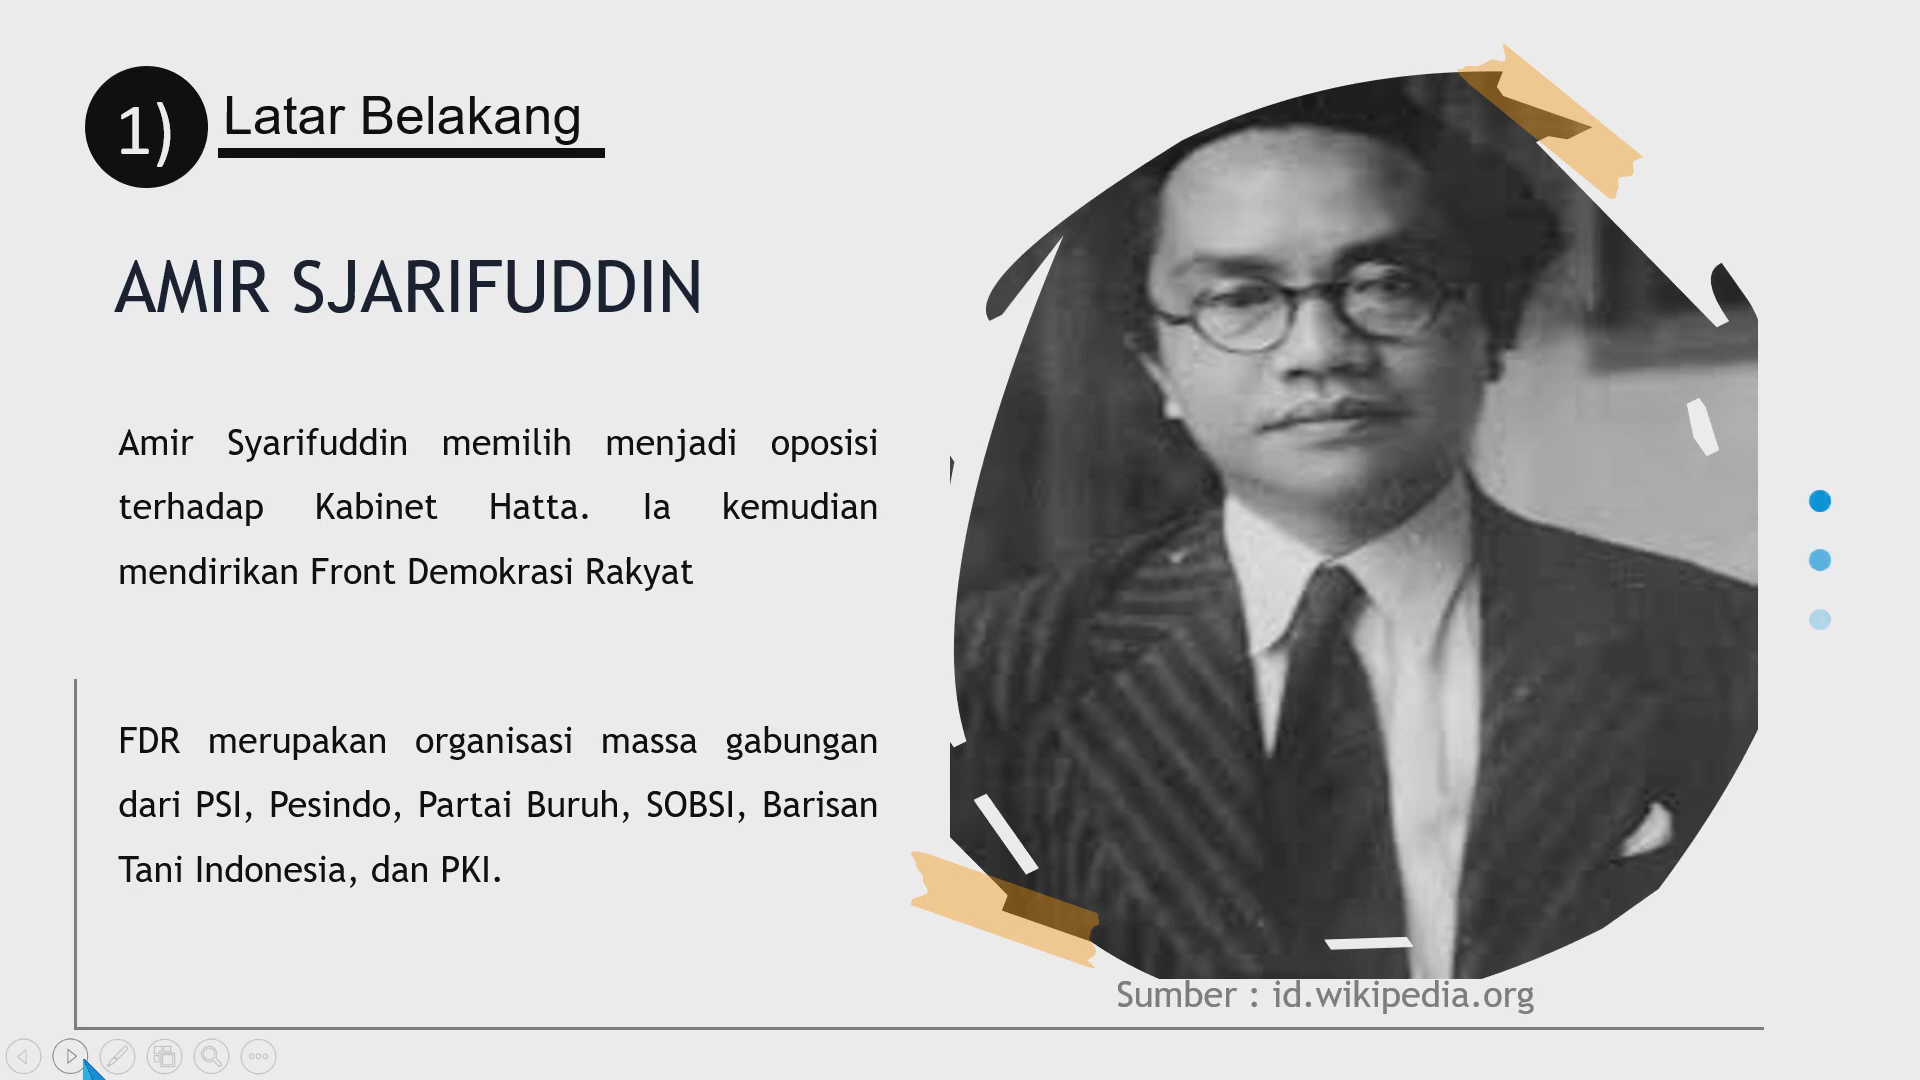 1)
Latar Belakang
AMIR SJARIFUDDIN
Amir Syarifuddin memilih menjadi oposisi
terhadap Kabinet Hatta. Ia kemudian
mendirikan Front Demokrasi Rakyat
FDR merupakan organisasi massa gabungan
dari PSI, Pesindo, Partai Buruh, SOBSI, Barisan
Tani Indonesia, dan PKI.
Sumber : id.wikipedia.org